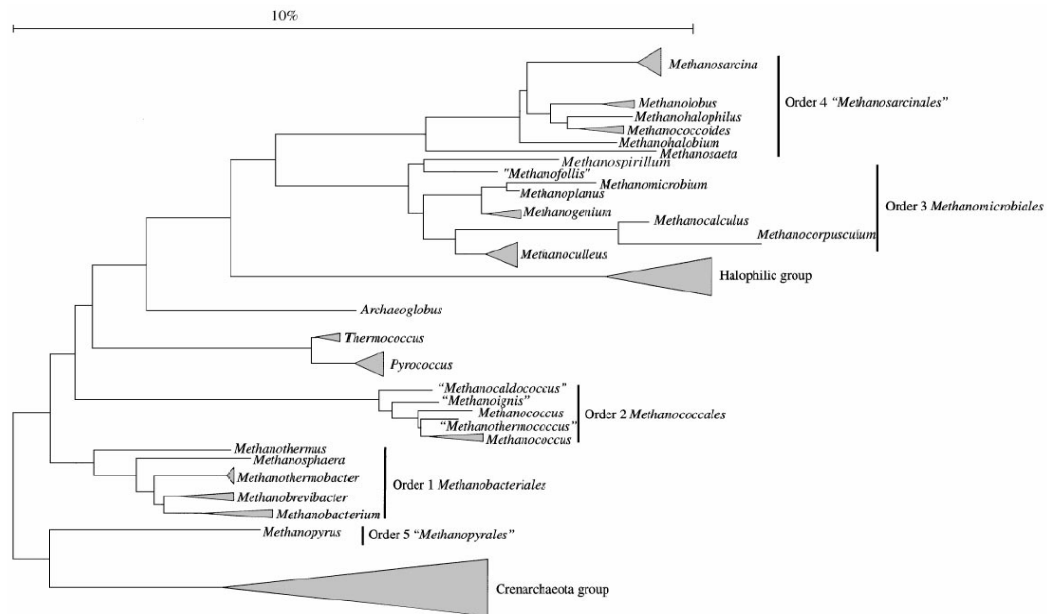 10%
Methanosarcina
Methanolobus
Methanohalophilus
Methanococcoides
Methanohalobium
Methanosaeta
Order 4 “Methanosarcinales”
Methanospirillum
“Methanofollis”
Methanomicrobium
Methanoplanus
Methanogenium
Methanocalculus
Methanocorpusculum
Methanoculleus
Order 3 Methanomicrobiales
Halophilic group
Archaeoglobus
Thermococcus
Pyrococcus
“Methanocaldococcus”
“Methanoignis”
Methanococcus
“Methanothermococcus”
Methanococcus
Order 2 Methanococcales
Methanothermus
Methanosphaera
Methanothermobacter
Methanobrevibacter
Methanobacterium
Order 1 Methanobacteriales
Methanopyrus
Order 5 “Methanopyrales”
Crenarchaeota group